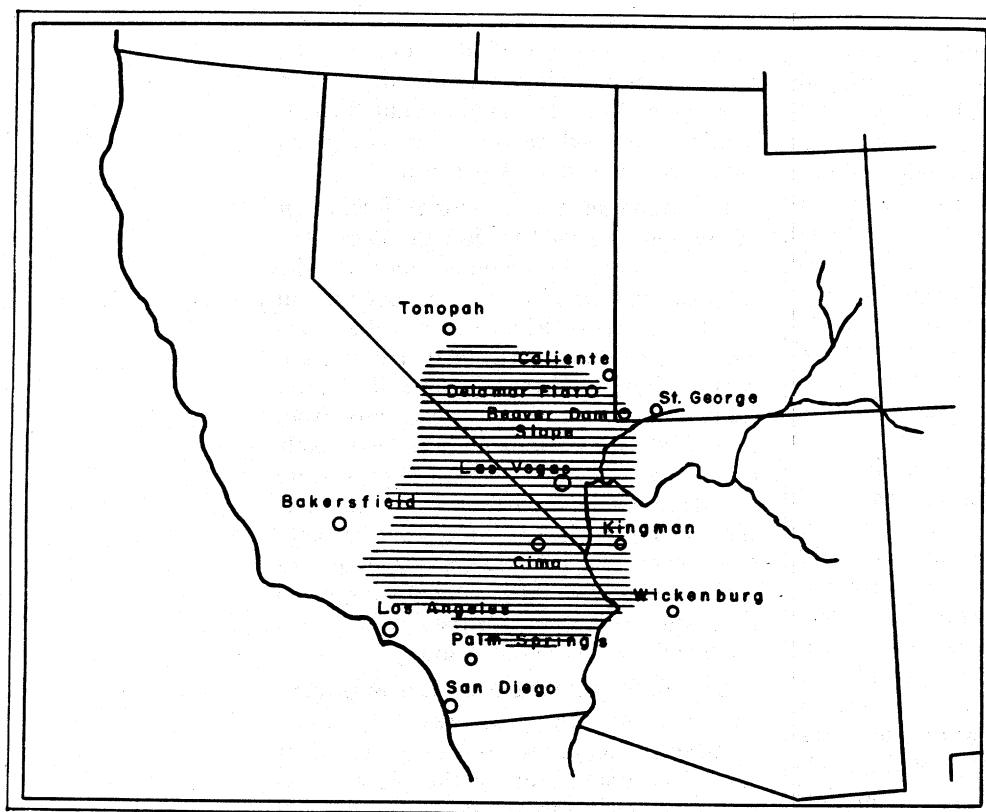 Tonopah
Caliente
Delamar Flat
Beaver Dam
Slope
St. George
Las Vegas
Bakersfield
Kingman
Cima
Wickenburg
Los Angeles
Palm Springs
San Diego